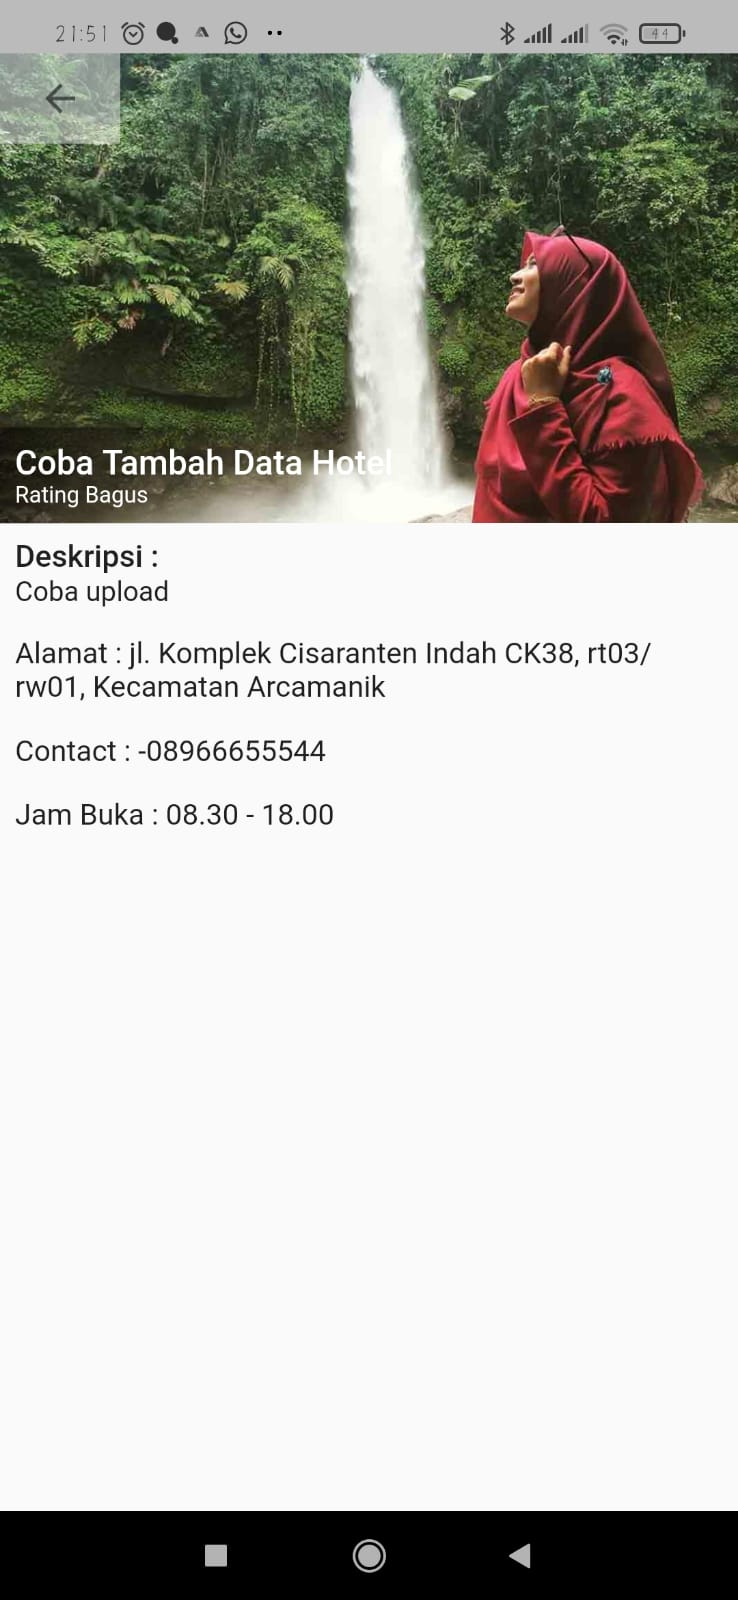 21:51
44
Coba Tambah Data Hotel
Rating Bagus
Deskripsi :
Coba upload
Alamat : jl. Komplek Cisaranten Indah CK38, rt03/
rw01, Kecamatan Arcamanik
Contact : -08966655544
Jam Buka : 08.30 - 18.00